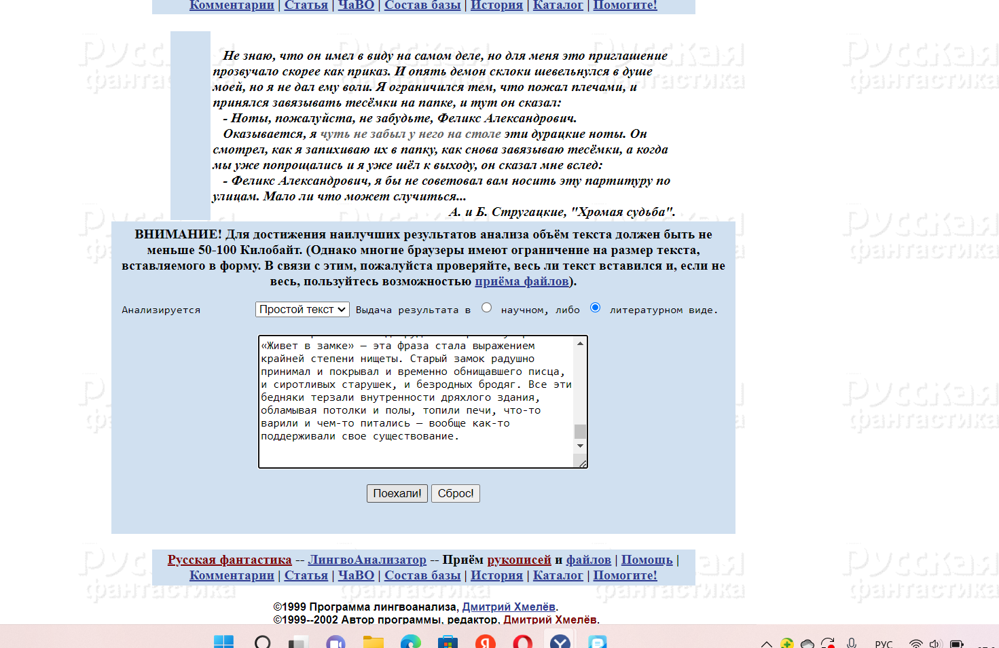 Комментарии | Статья | ЧаВО | Состав базы | История | Каталог | Помогите!
Русская фантастика
Не знаю, что он имел в виду на самом деле, но для меня это приглашение
прозвучало скорее как приказ. И опять демон склоки шевельнулся в душе
моей, но я не дал ему воли. Я ограничился тем, что пожал плечами, и
принялся завязывать тесёмки на папке, и тут он сказал:
- Ноты, пожалуйста, не забудьте, Феликс Александрович.
Оказывается, я чуть не забыл у него на столе эти дурацкие ноты. Он
смотрел, как я запихиваю их в папку, как снова завязываю тесёмки, а когда
мы уже попрощались и я уже шёл к выходу, он сказал мне вслед:
- Феликс Александрович, я бы не советовал вам носить эту партитуру по
улицам. Мало ли что может случиться...
А. и Б. Стругацкие, "Хромая судьба".
ВНИМАНИЕ! Для достижения наилучших результатов анализа объём текста должен быть не
меньше 50-100 Килобайт. (Однако многие браузеры имеют ограничение на размер текста,
вставляемого в форму. В связи с этим, пожалуйста проверяйте, весь ли текст вставился и, если не
весь, пользуйтесь возможностью приёма файлов).
Анализируется Простой текст Выдача результата в научном, либо литературном виде.
«Живет в замке» — эта фраза стала выражением
крайней степени нищеты. Старый замок радушно
принимал и покрывал и временно обнищавшего писца,
и сиротливых старушек, и безродных бродяг. Все эти
бедняки терзали внутренности дряхлого здания,
обламывая потолки и полы, топили печи, что-то
варили и чем-то питались — вообще как-то
поддерживали свое существование.
Поехали! Сброс!
Русская фантастика -- ЛингвоАнализатор -- Приём рукописей и файлов | Помощь |
Комментарии | Статья | ЧаВО | Состав базы | История | Каталог | Помогите!
©1999 Программа лингвоанализа, Дмитрий Хмелёв.
©1999--2002 Автор программы, редактор, Дмитрий Хмелёв.
РУС